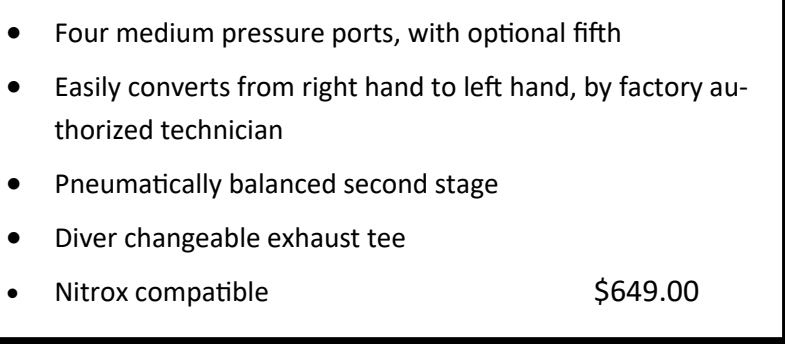 • Four medium pressure ports, with optional fifth
• Easily converts from right hand to left hand, by factory au-
thorized technician
• Pneumatically balanced second stage
• Diver changeable exhaust tee
• Nitrox compatible $649.00